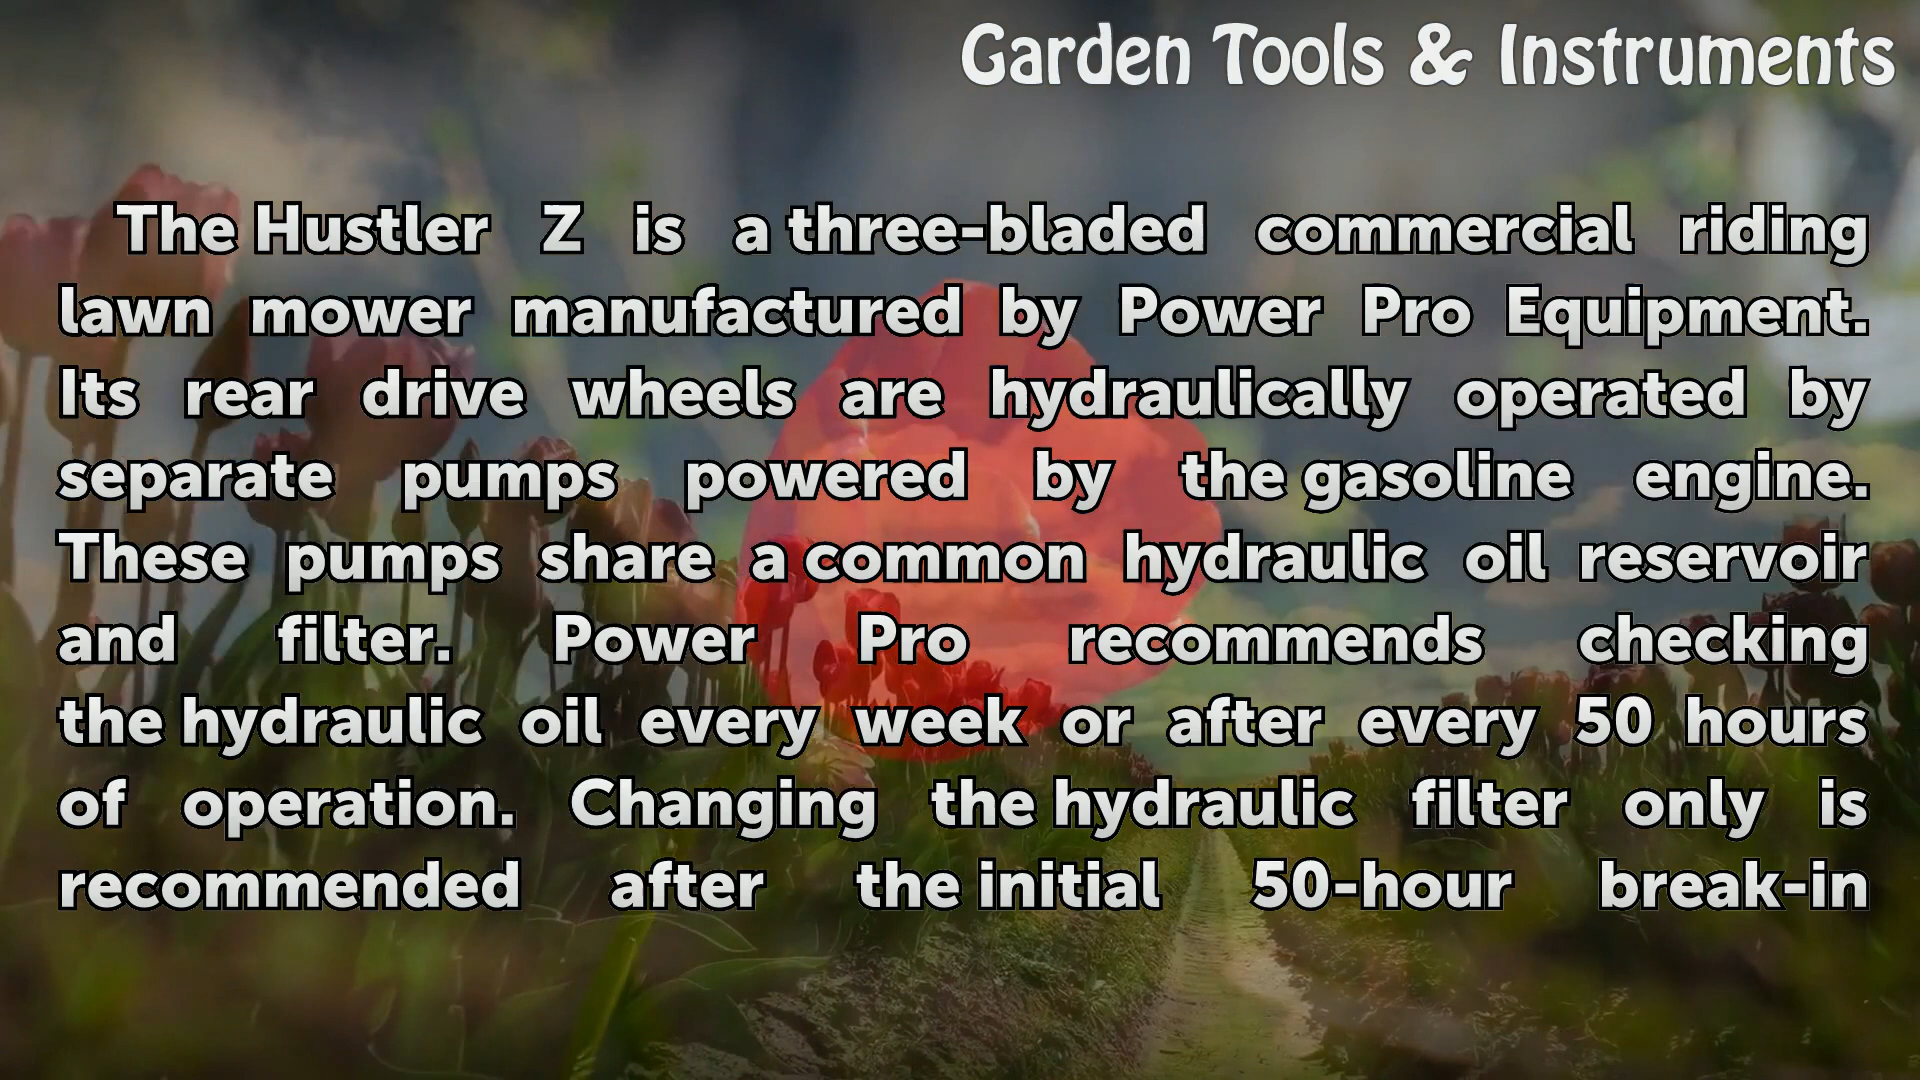 Garden Tools & Instruments
The Hustler Z is a three-bladed commercial riding
lawn mower manufactured by Power Pro Equipment.
Its rear drive wheels are hydraulically operated by
separate pumps powered by the gasoline engine.
These pumps share a common hydraulic oil reservoir
and filter. Power Pro recommends checking
the hydraulic oil every week or after every 50 hours
of operation. Changing the hydraulic filter only is
recommended after the initial 50-hour break-in